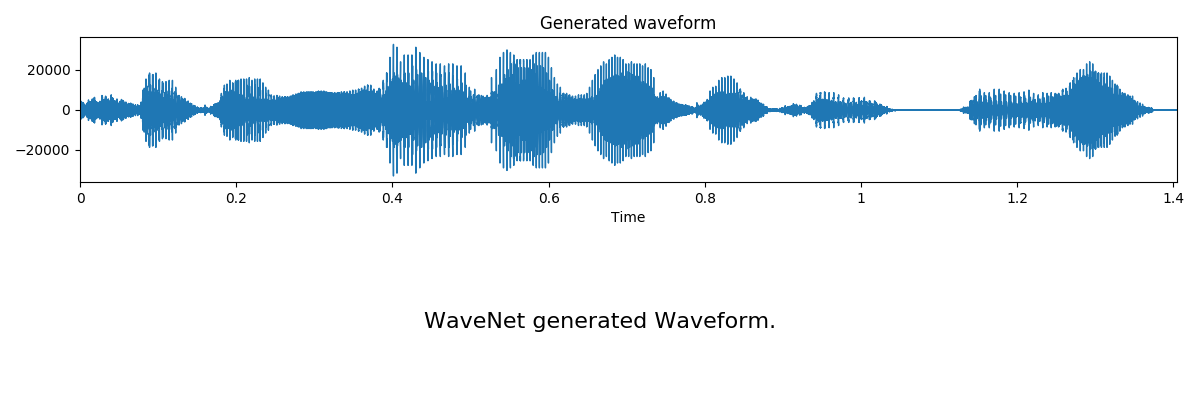 Generated waveform
20000
0
−20000
0 0.2 0.4 0.6 0.8 1 1.2 1.4
Time
WaveNet generated Waveform.